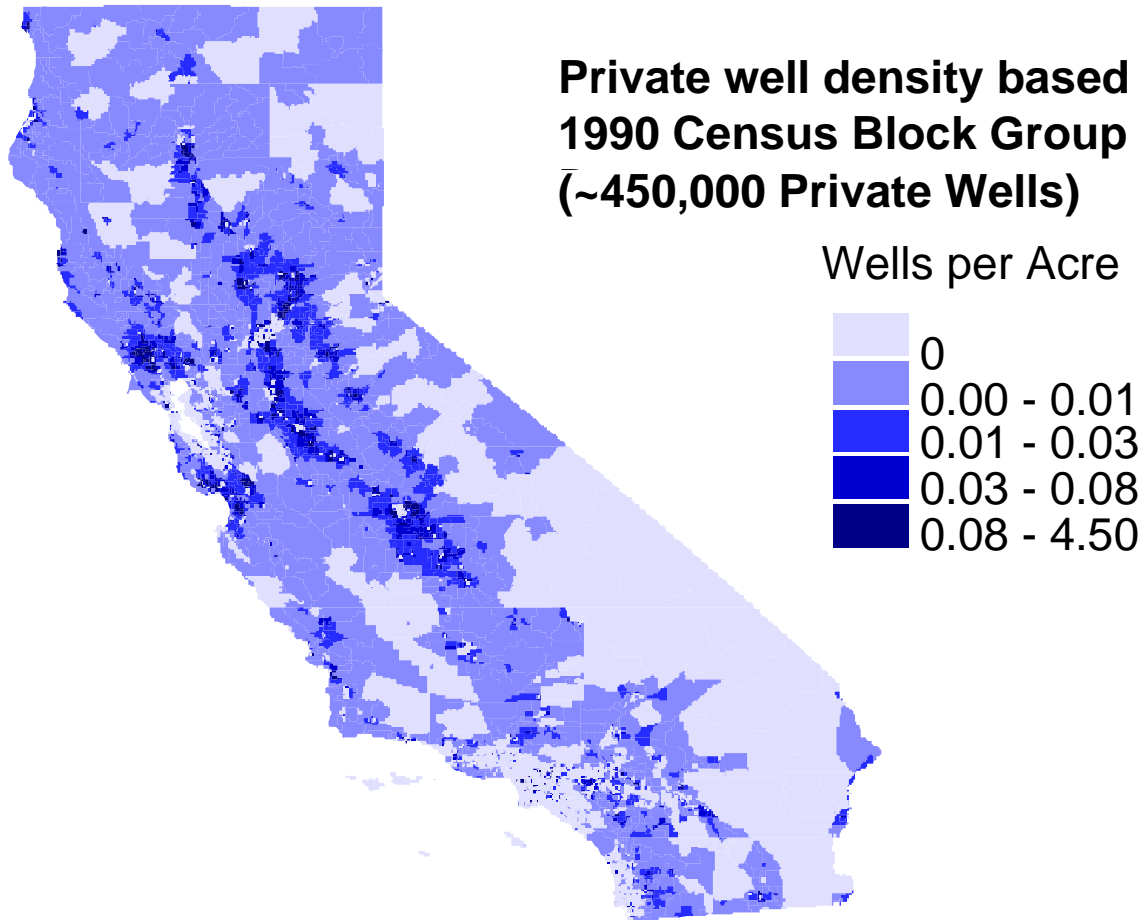 Private well density based
1990 Census Block Group
(~450,000 Private Wells)
Wells per Acre
0
0.00 - 0.01
0.01 - 0.03
0.03 - 0.08
0.08 - 4.50